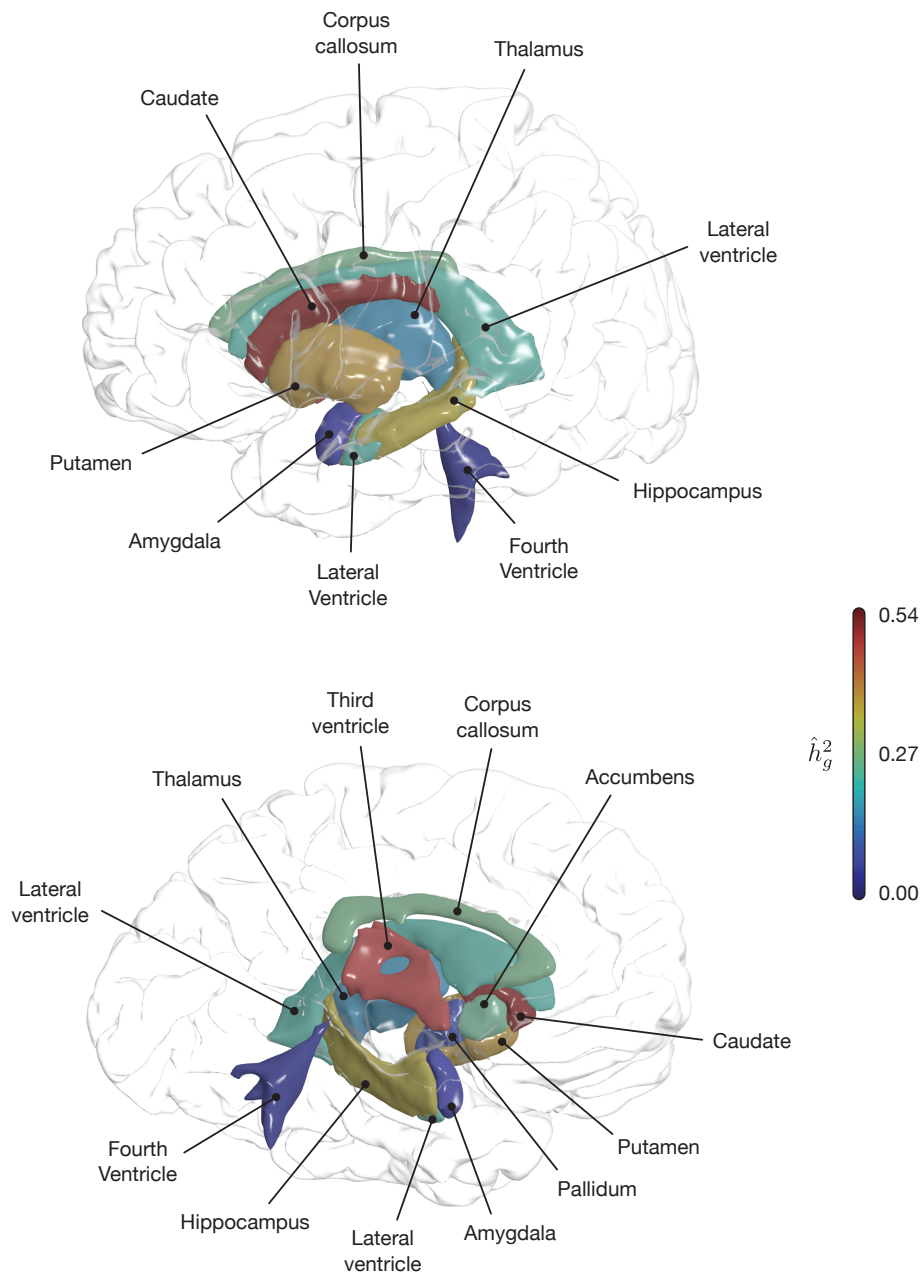 Corpus
callosum
Thalamus
Caudate
Lateral
ventricle
Putamen
Hippocampus
Amygdala
Fourth
Ventricle
Lateral
Ventricle
0.54
0.27
0.00
ĥ²g
Third
ventricle
Corpus
callosum
Thalamus
Accumbens
Lateral
ventricle
Caudate
Fourth
Ventricle
Putamen
Pallidum
Hippocampus
Lateral
ventricle
Amygdala